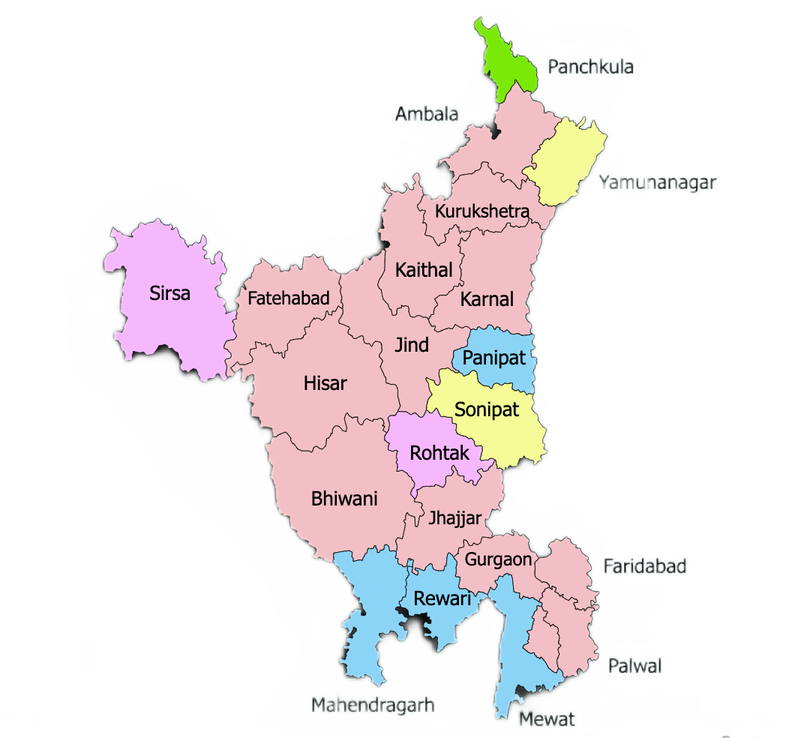 Panchkula
Ambala
Yamunanagar
Kurukshetra
Kaithal
Sirsa
Fatehabad
Karnal
Jind
Panipat
Hisar
Sonipat
Rohtak
Bhiwani
Jhajjar
Gurgaon
Faridabad
Rewari
Palwal
Mahendragarh
Mewat